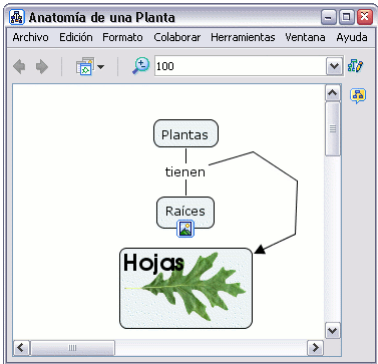 Anatomía de una Planta
Archivo Edición Formato Colaborar Herramientas Ventana Ayuda
100
Plantas
tienen
Raíces
Hojas